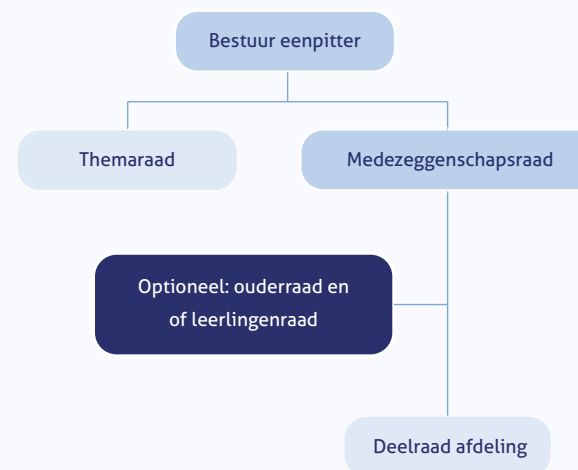 Bestuur eenpitter
Themaraad
Medezeggenschapsraad
Optioneel: ouderraad en
of leerlingenraad
Deelraad afdeling